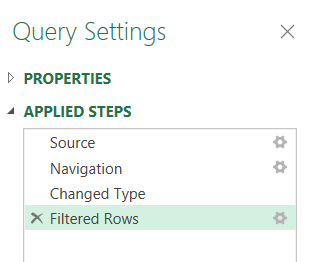 Query Settings
PROPERTIES
APPLIED STEPS
Source
Navigation
Changed Type
Filtered Rows